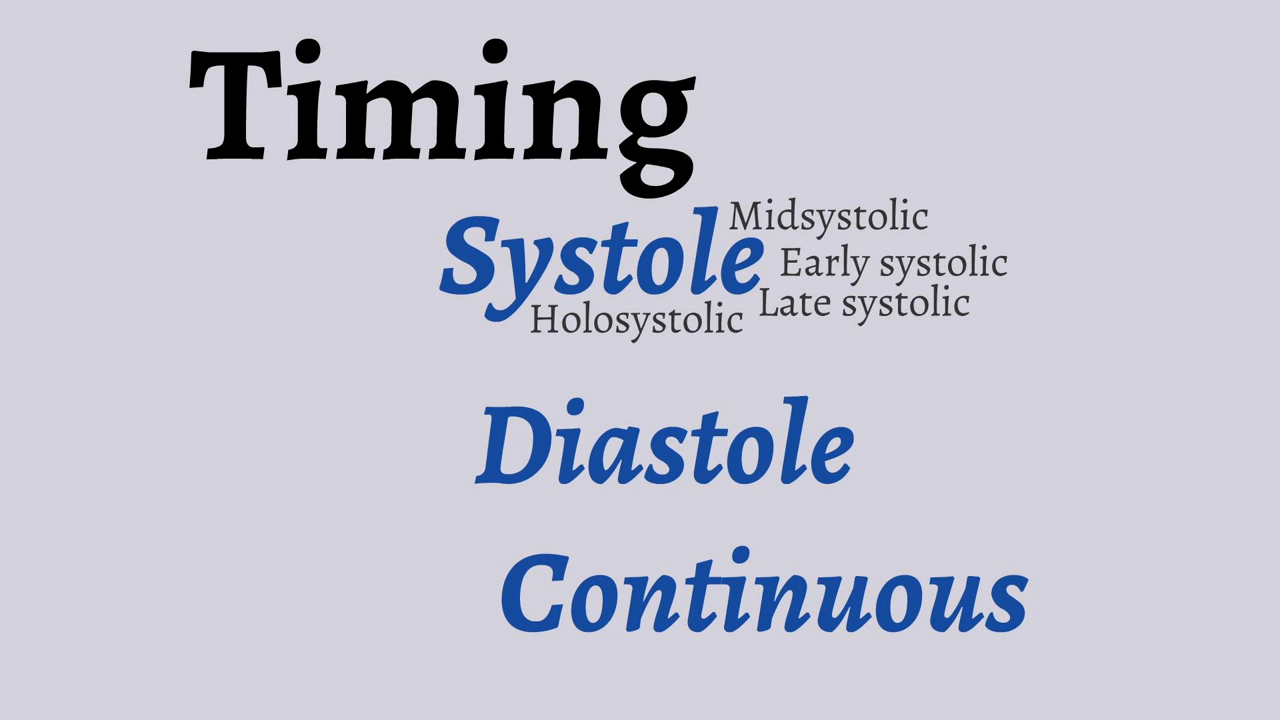 Timing
Systole
Midsystolic
Early systolic
Late systolic
Holosystolic
Diastole
Continuous